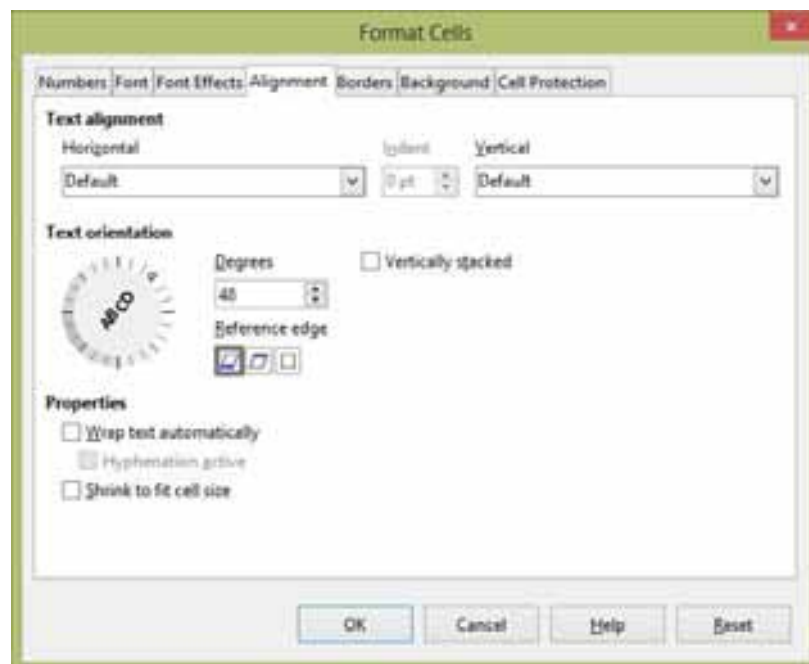 Format Cells
Numbers Font Font Effects Alignment Borders Background Cell Protection
Text alignment
Horizontal Indent Vertical
Default 0 pt Default
Text orientation
Degrees Vertically stacked
ABCD 48
Reference edge
Properties
Wrap text automatically
Hyphenation active
Shrink to fit cell size
OK Cancel Help Reset